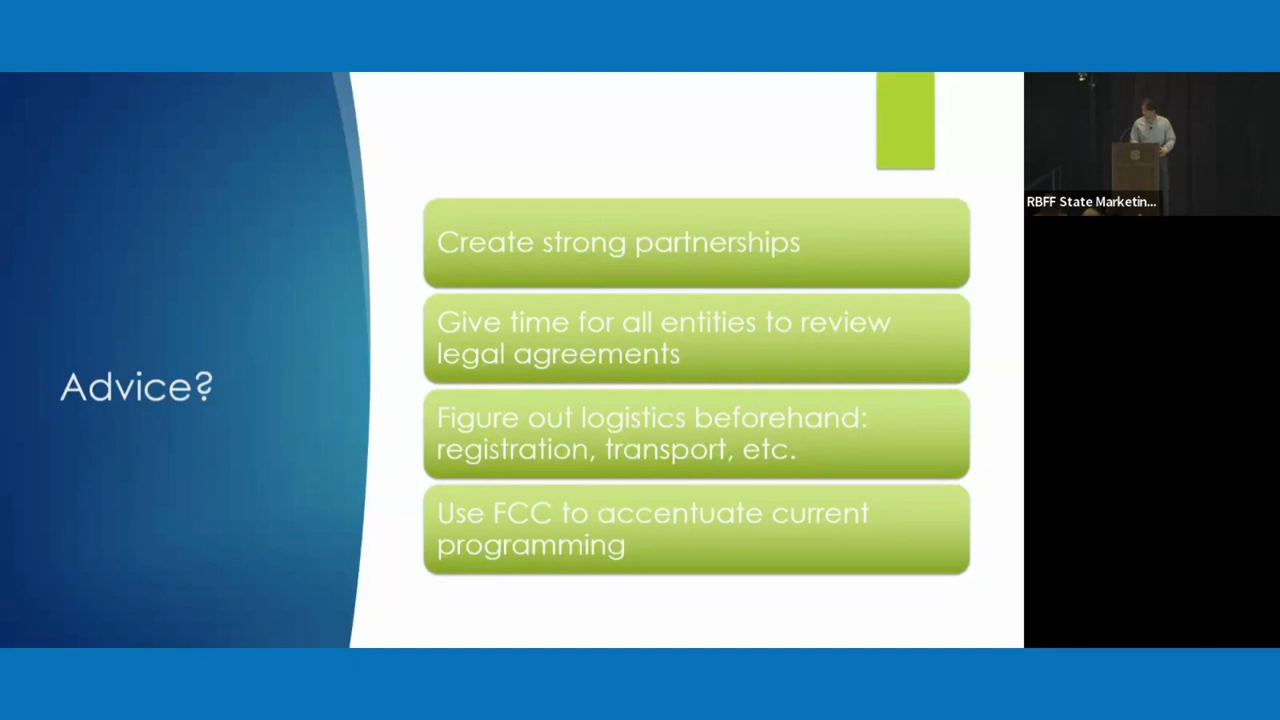 Advice?
Create strong partnerships
Give time for all entities to review
legal agreements
Figure out logistics beforehand:
registration, transport, etc.
Use FCC to accentuate current
programming
RBFF State Marketin...